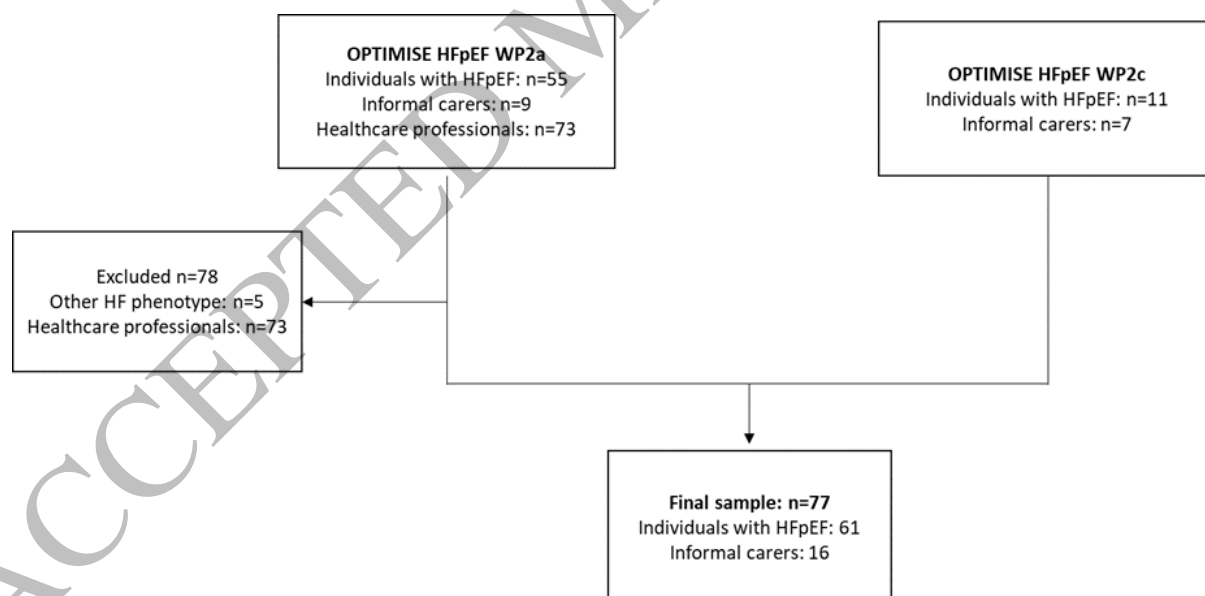 OPTIMISE HFpEF WP2a
Individuals with HFpEF: n=55
Informal carers: n=9
Healthcare professionals: n=73
OPTIMISE HFpEF WP2c
Individuals with HFpEF: n=11
Informal carers: n=7
Excluded n=78
Other HF phenotype: n=5
Healthcare professionals: n=73
Final sample: n=77
Individuals with HFpEF: 61
Informal carers: 16
ACCEPTED M